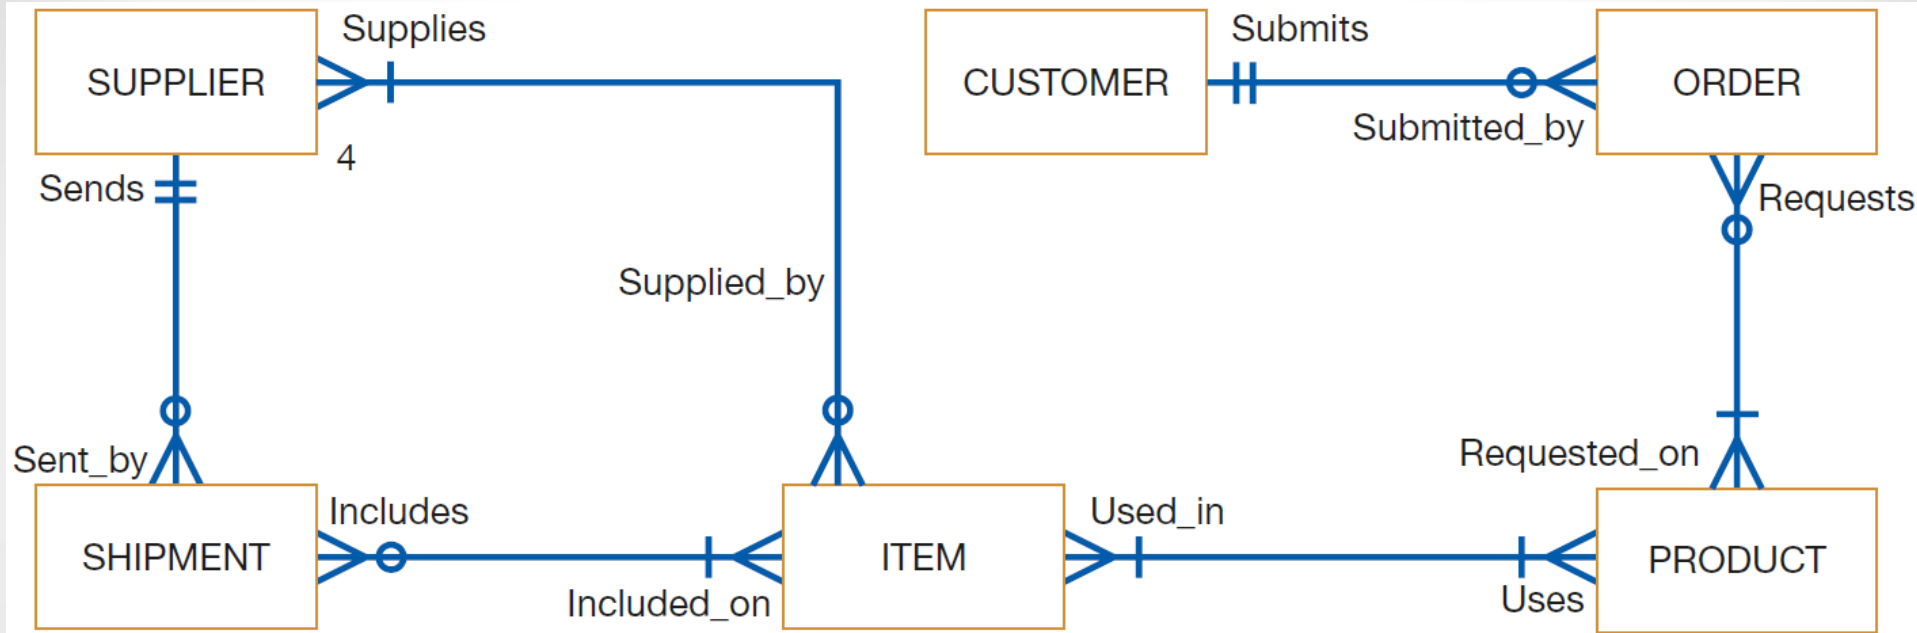 Supplies
Submits
SUPPLIER
CUSTOMER
ORDER
Submitted_by
4
Sends
Requests
Supplied_by
Sent_by
Requested_on
Includes
Used_in
SHIPMENT
ITEM
PRODUCT
Included_on
Uses